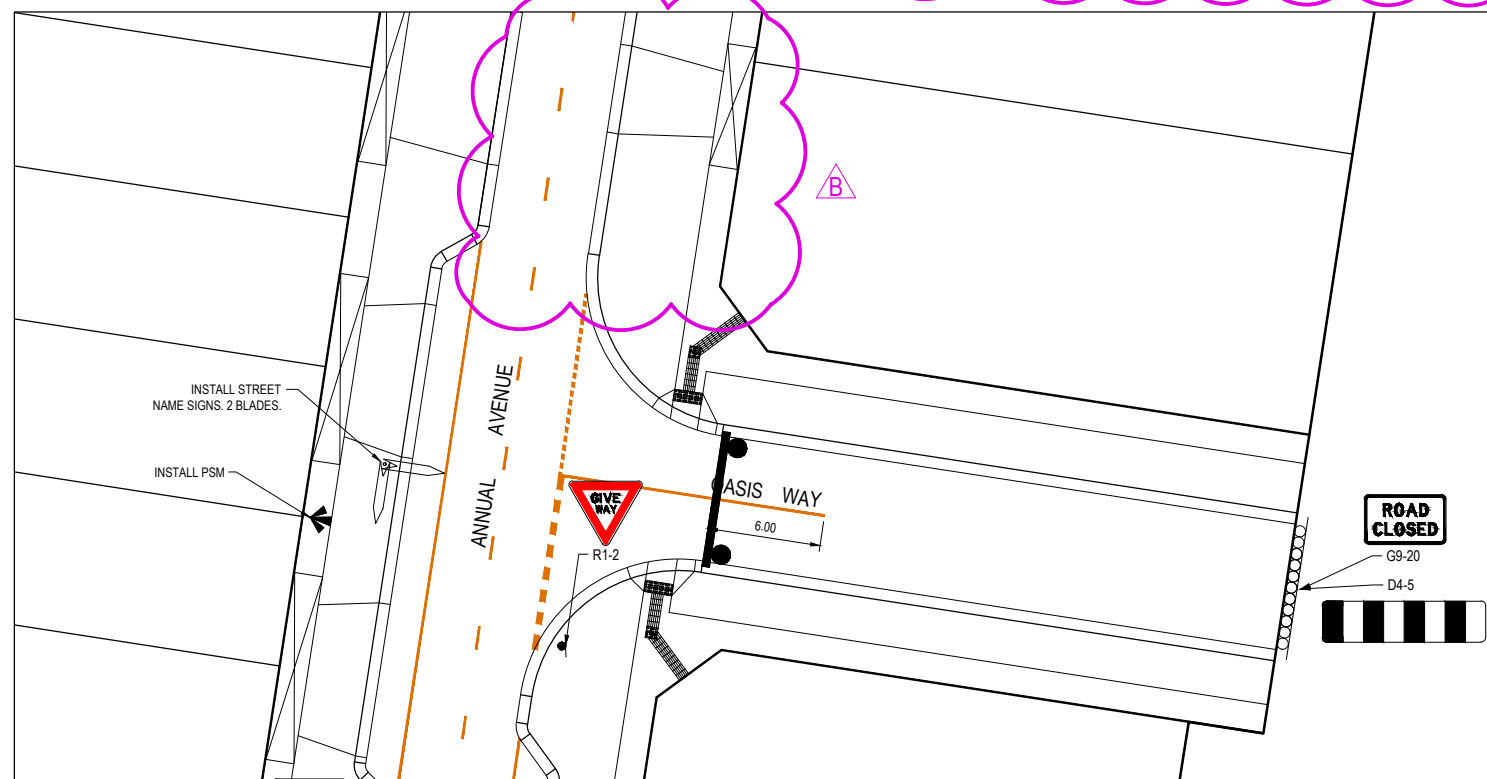 B
INSTALL STREET
NAME SIGNS. 2 BLADES.
INSTALL PSM
ANNUAL AVENUE
GIVE
WAY
R1-2
OASIS WAY
6.00
ROAD
CLOSED
G9-20
D4-5